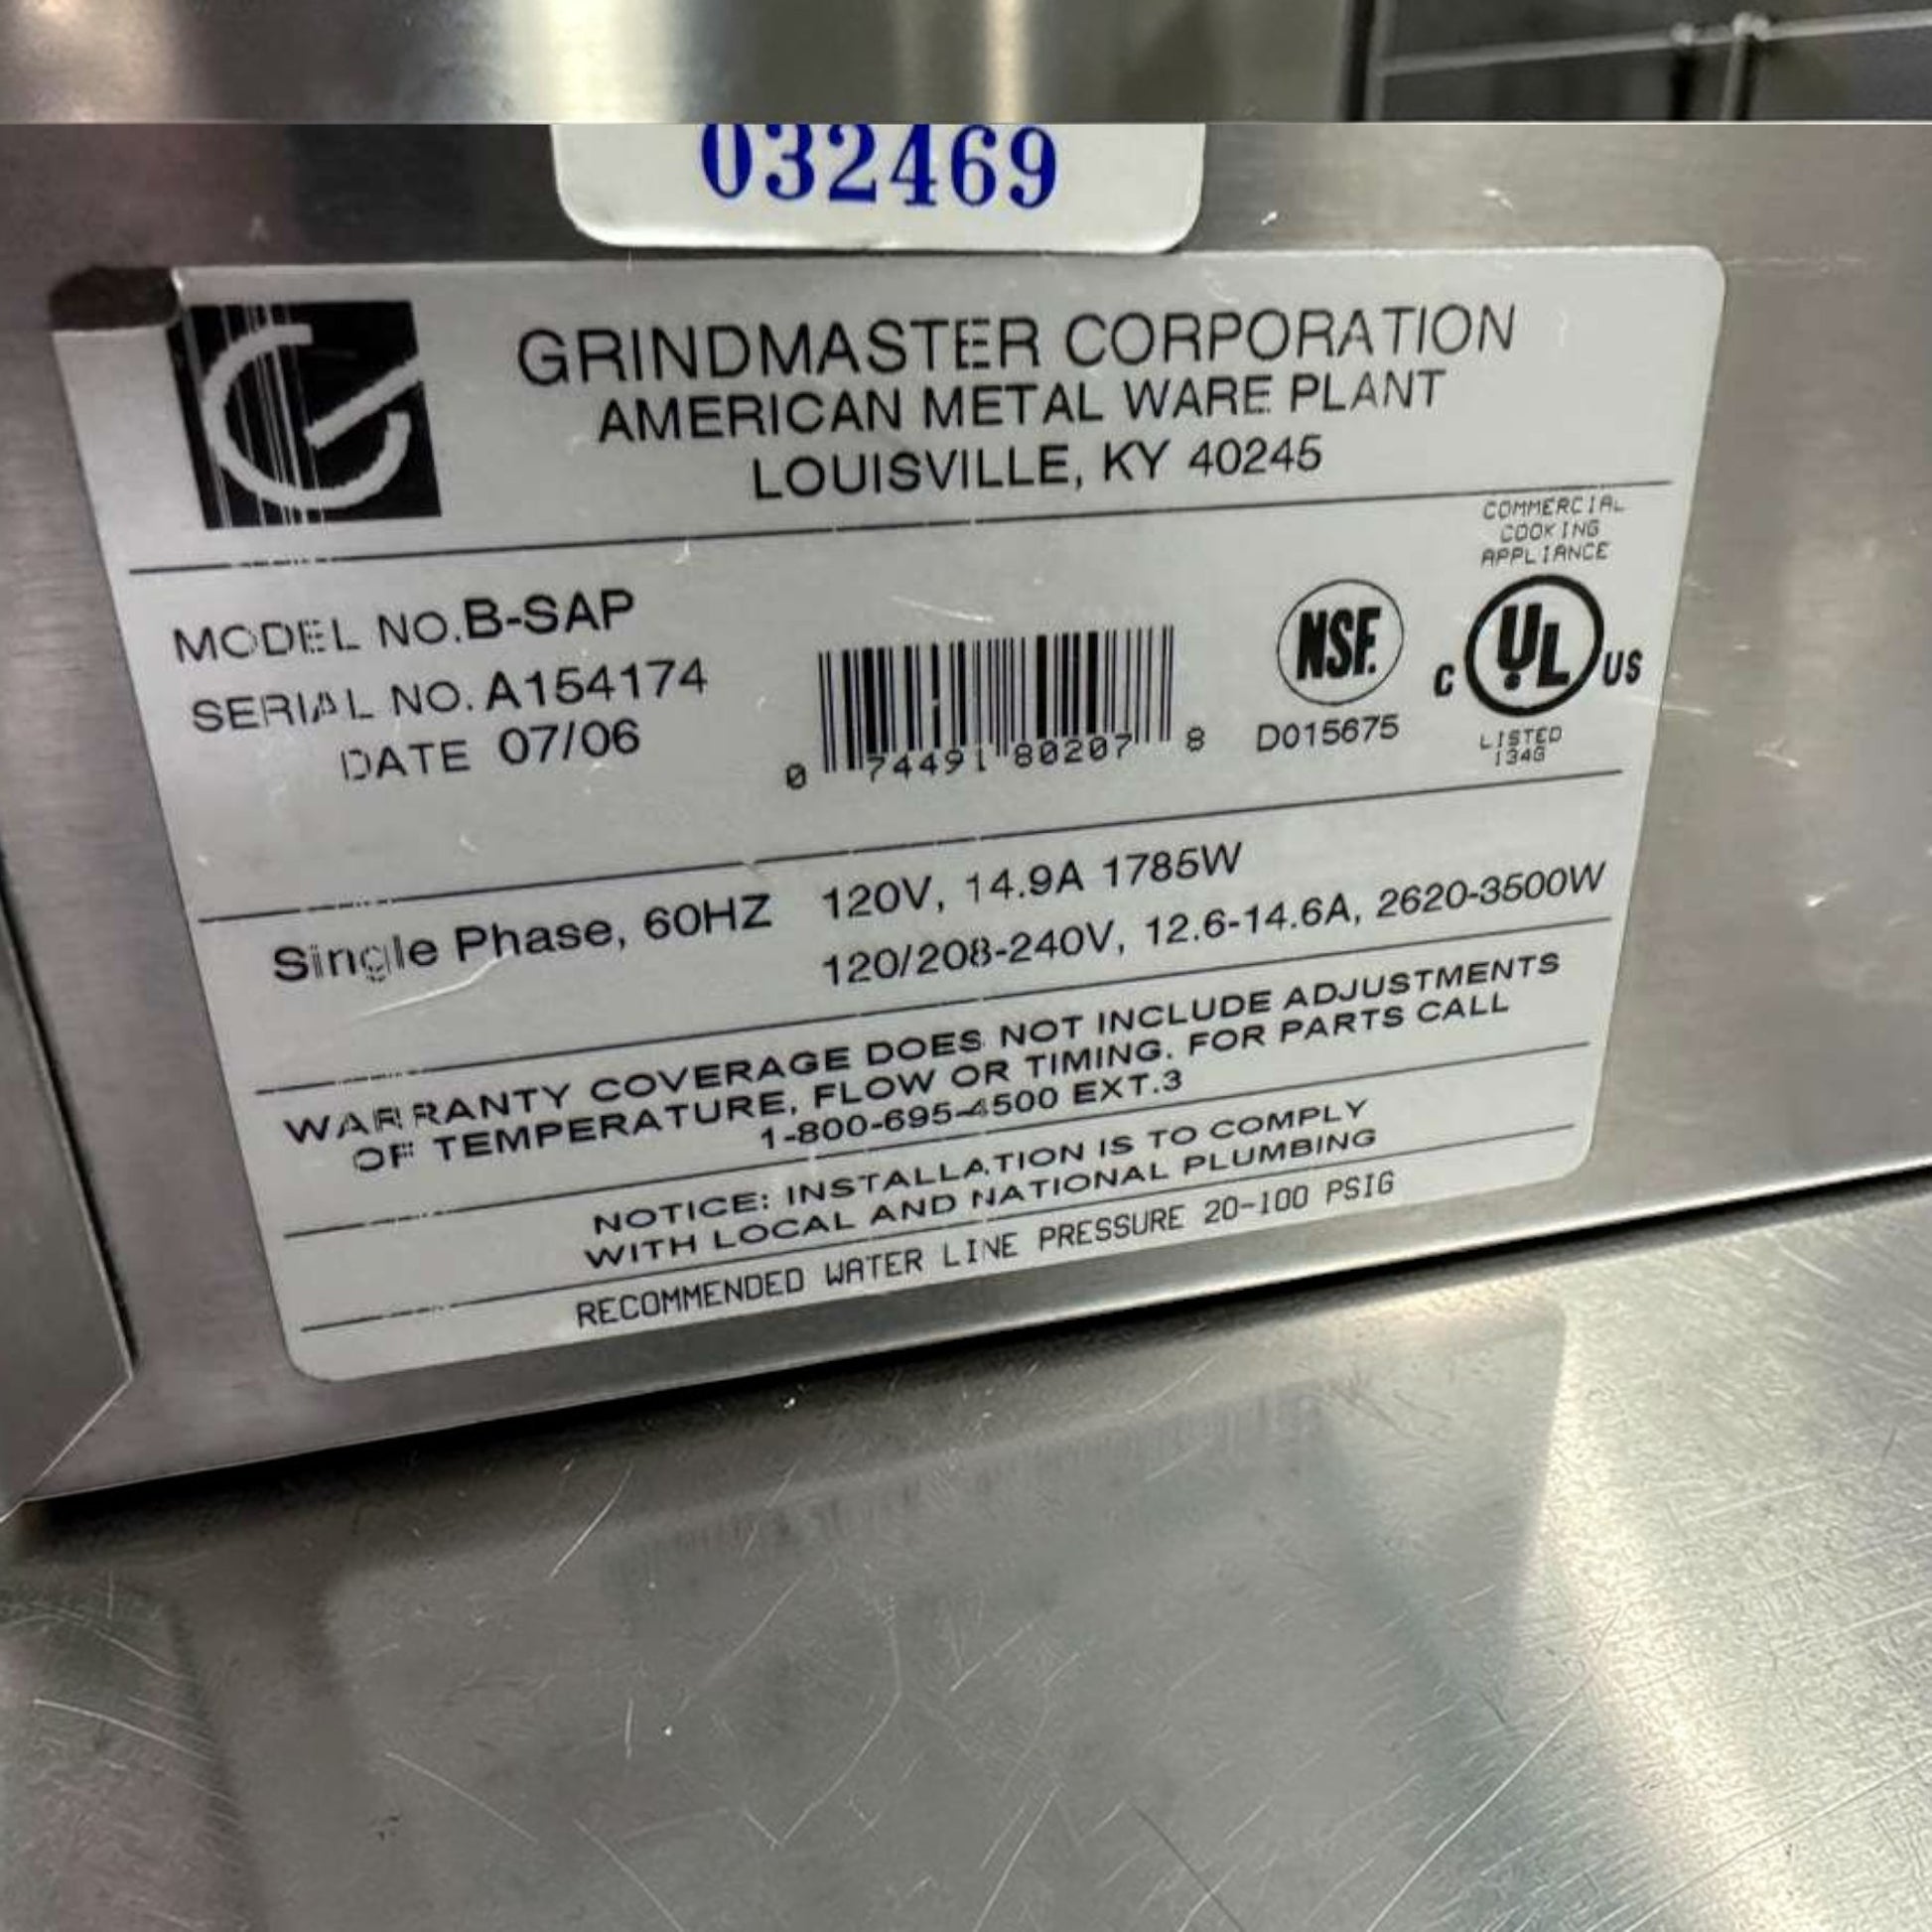 032469
GRINDMASTER CORPORATION
AMERICAN METAL WARE PLANT
LOUISVILLE, KY 40245
COMMERCIAL
COOKING
APPLIANCE
MODEL NO. B-SAP
SERIAL NO. A154174
DATE 07/06
0 74491 80207 8
NSF.
D015675
C UL US
LISTED
134G
Single Phase, 60HZ 120V, 14.9A 1785W
120/208-240V, 12.6-14.6A, 2620-3500W
WARRANTY COVERAGE DOES NOT INCLUDE ADJUSTMENTS
OF TEMPERATURE, FLOW OR TIMING. FOR PARTS CALL
1-800-695-4500 EXT.3
NOTICE: INSTALLATION IS TO COMPLY
WITH LOCAL AND NATIONAL PLUMBING
RECOMMENDED WATER LINE PRESSURE 20-100 PSIG